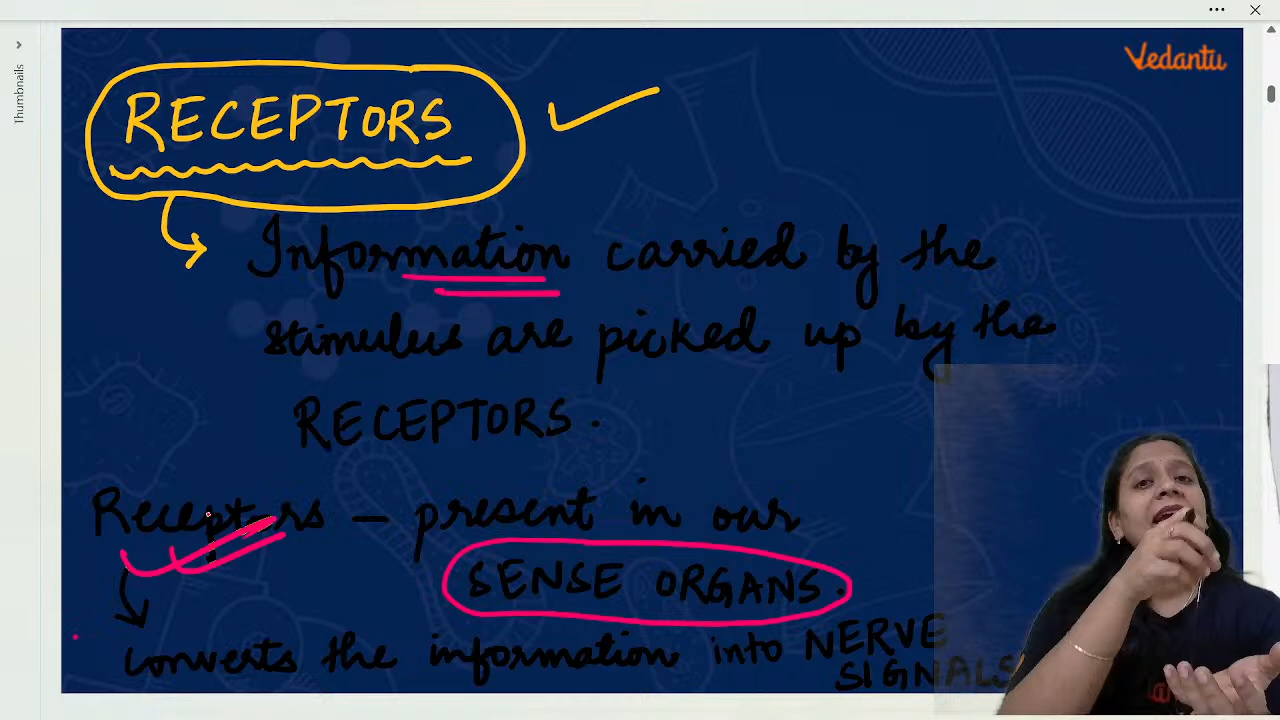 Thumbnails
Vedantu
RECEPTORS
Information carried by the
stimulus are picked up by the
RECEPTORS.
Receptors – present in our
SENSE ORGANS.
converts the information into NERVE
SIGNALS